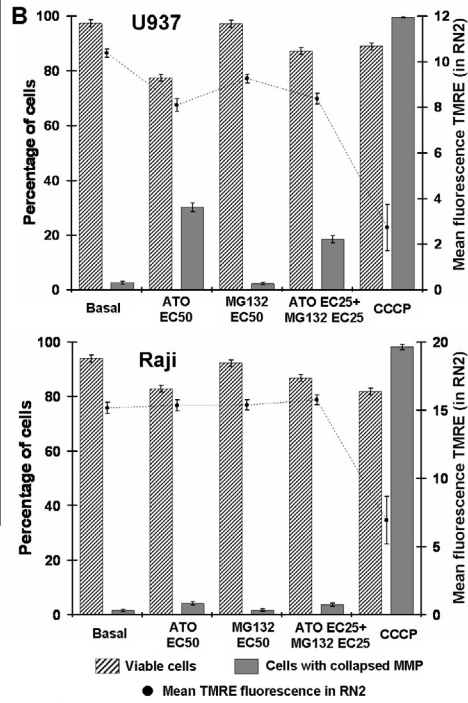 B
U937
Percentage of cells
100
80
60
40
20
0
Mean fluorescence TMRE (in RN2)
12
10
8
6
4
2
0
Basal
ATO
EC50
MG132
EC50
ATO EC25+
MG132 EC25
CCCP
Raji
Percentage of cells
100
80
60
40
20
0
Mean fluorescence TMRE (in RN2)
20
15
10
5
0
Basal
ATO
EC50
MG132
EC50
ATO EC25+
MG132 EC25
CCCP
Viable cells
Cells with collapsed MMP
Mean TMRE fluorescence in RN2